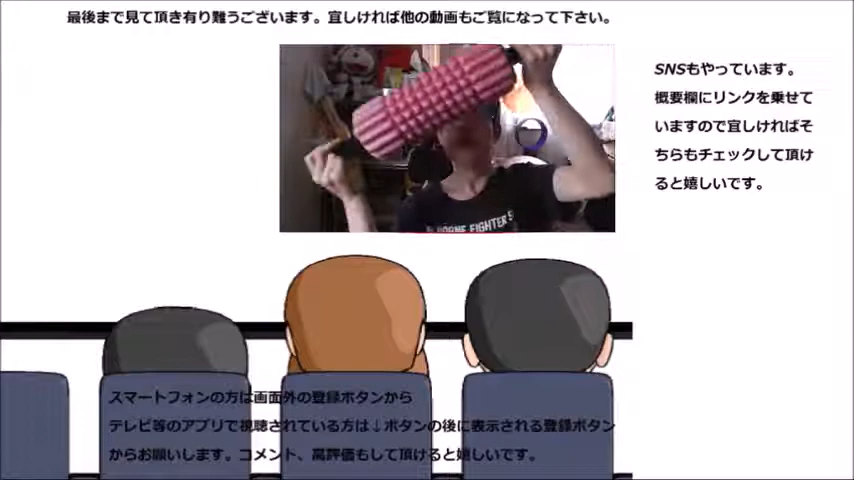 最後まで見て頂き有り難うございます。宜しければ他の動画もご覧になって下さい。
SNSもやっています。
概要欄にリンクを乗せて
いますので宜しければそ
ちらもチェックして頂け
ると嬉しいです。
FIGHTER
スマートフォンの方は画面外の登録ボタンから
テレビ等のアプリで視聴されている方は↓ボタンの後に表示される登録ボタン
からお願いします。コメント、高評価もして頂けると嬉しいです。